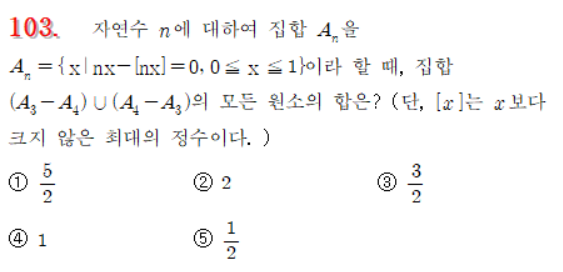 103. 자연수 n에 대하여 집합 Aₙ을
Aₙ={x|nx-[nx]=0, 0≦x≦1}이라 할 때, 집합
(A₃-A₄)∪(A₄-A₃)의 모든 원소의 합은? (단, [x]는 x보다
크지 않은 최대의 정수이다. )
① 5/2 ② 2 ③ 3/2
④ 1 ⑤ 1/2